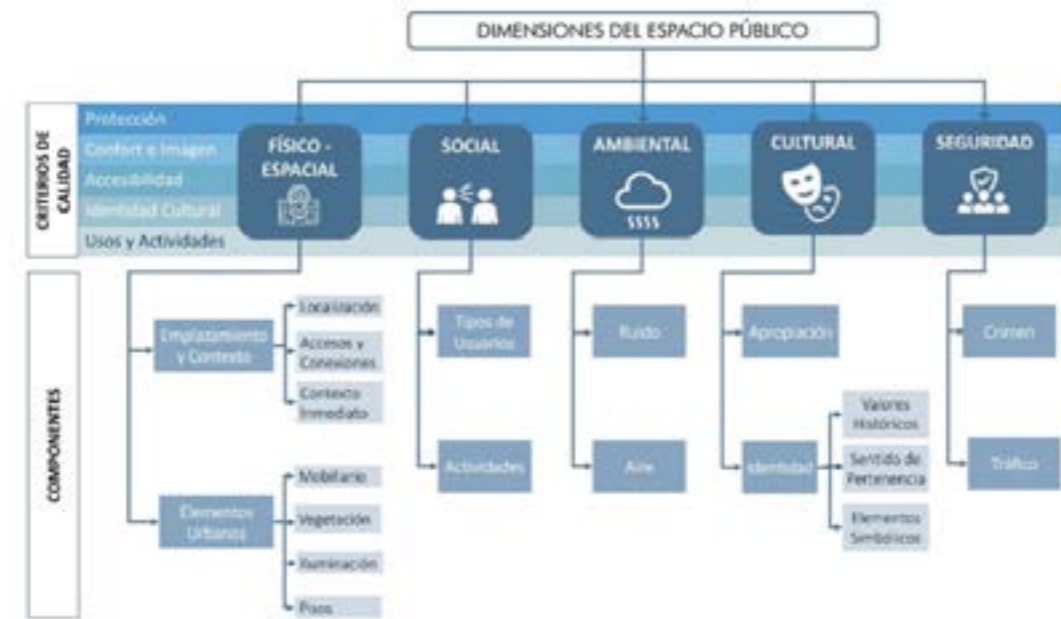 DIMENSIONES DEL ESPACIO PÚBLICO
CRITERIOS DE
CALIDAD
Protección
Confort e Imagen
Accesibilidad
Identidad Cultural
Usos y Actividades
FÍSICO -
ESPACIAL
SOCIAL
AMBIENTAL
CULTURAL
SEGURIDAD
COMPONENTES
Emplazamiento
y Contexto
Localización
Accesos y
Conexiones
Contexto
Inmediato
Elementos
Urbanos
Mobiliario
Vegetación
Iluminación
Pisos
Tipos de
Usuarios
Actividades
Ruido
Aire
Apropiación
Identidad
Valores
Históricos
Sentido de
Pertenencia
Elementos
Simbólicos
Crimen
Tráfico